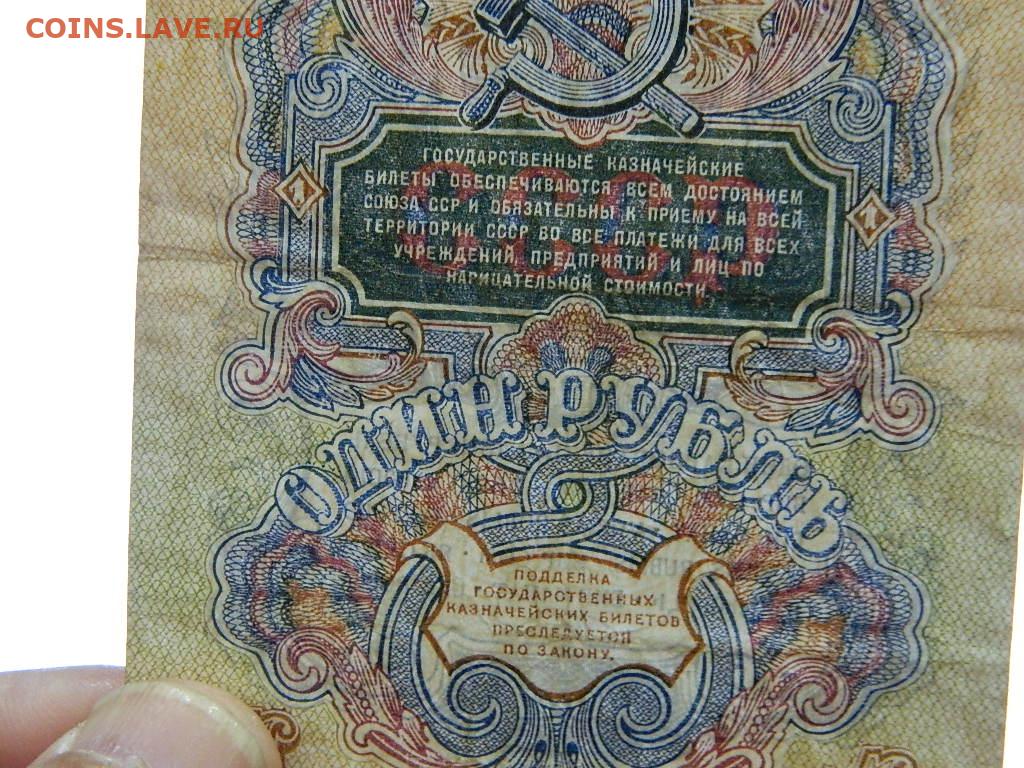 COINS.LAVE.RU
ГОСУДАРСТВЕННЫЕ КАЗНАЧЕЙСКИЕ
БИЛЕТЫ ОБЕСПЕЧИВАЮТСЯ ВСЕМ ДОСТОЯНИЕМ
СОЮЗА ССР И ОБЯЗАТЕЛЬНЫ К ПРИЕМУ НА ВСЕЙ
ТЕРРИТОРИИ СССР ВО ВСЕ ПЛАТЕЖИ ДЛЯ ВСЕХ
УЧРЕЖДЕНИЙ, ПРЕДПРИЯТИЙ И ЛИЦ ПО
НАРИЦАТЕЛЬНОЙ СТОИМОСТИ.
СССР
1
1
ОДИН РУБЛЬ
ПОДДЕЛКА
ГОСУДАРСТВЕННЫХ
КАЗНАЧЕЙСКИХ БИЛЕТОВ
ПРЕСЛЕДУЕТСЯ
ПО ЗАКОНУ.